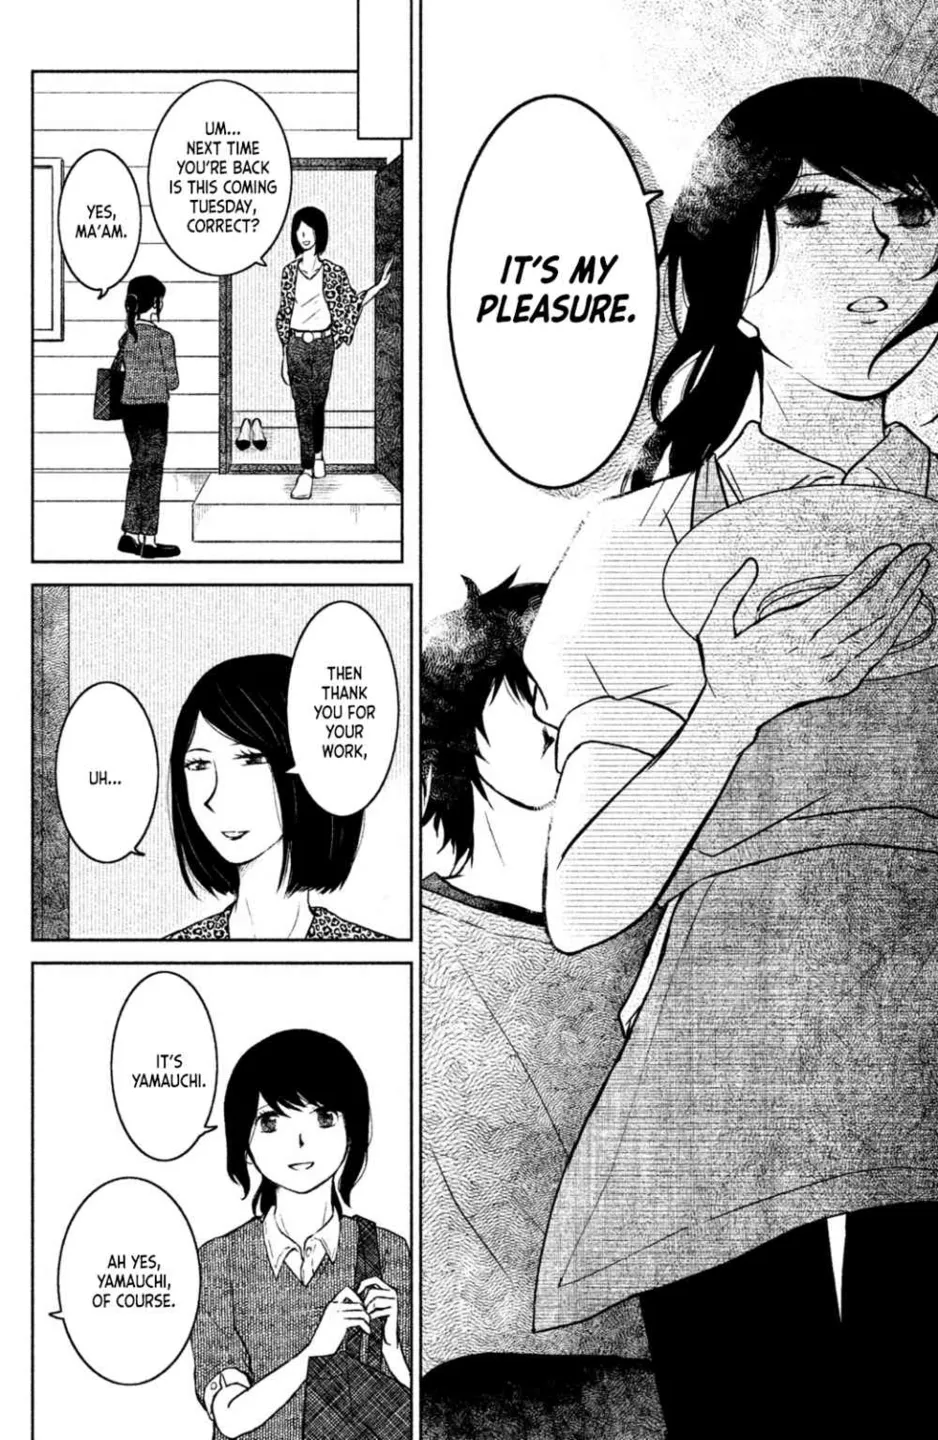 IT'S MY
PLEASURE.
UM...
NEXT TIME
YOU'RE BACK
IS THIS COMING
TUESDAY,
CORRECT?
YES,
MA'AM.
THEN
THANK
YOU FOR
YOUR
WORK,
UH...
IT'S
YAMAUCHI.
AH YES,
YAMAUCHI,
OF COURSE.